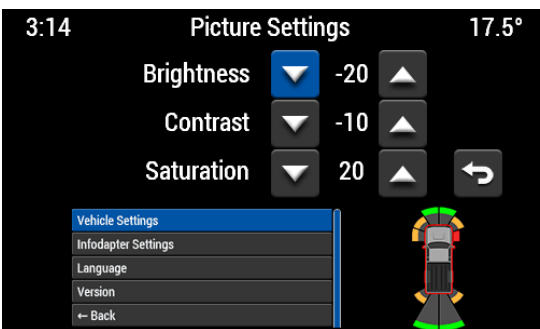 3:14 Picture Settings 17.5°
Brightness -20
Contrast -10
Saturation 20
Vehicle Settings
Infodapter Settings
Language
Version
← Back